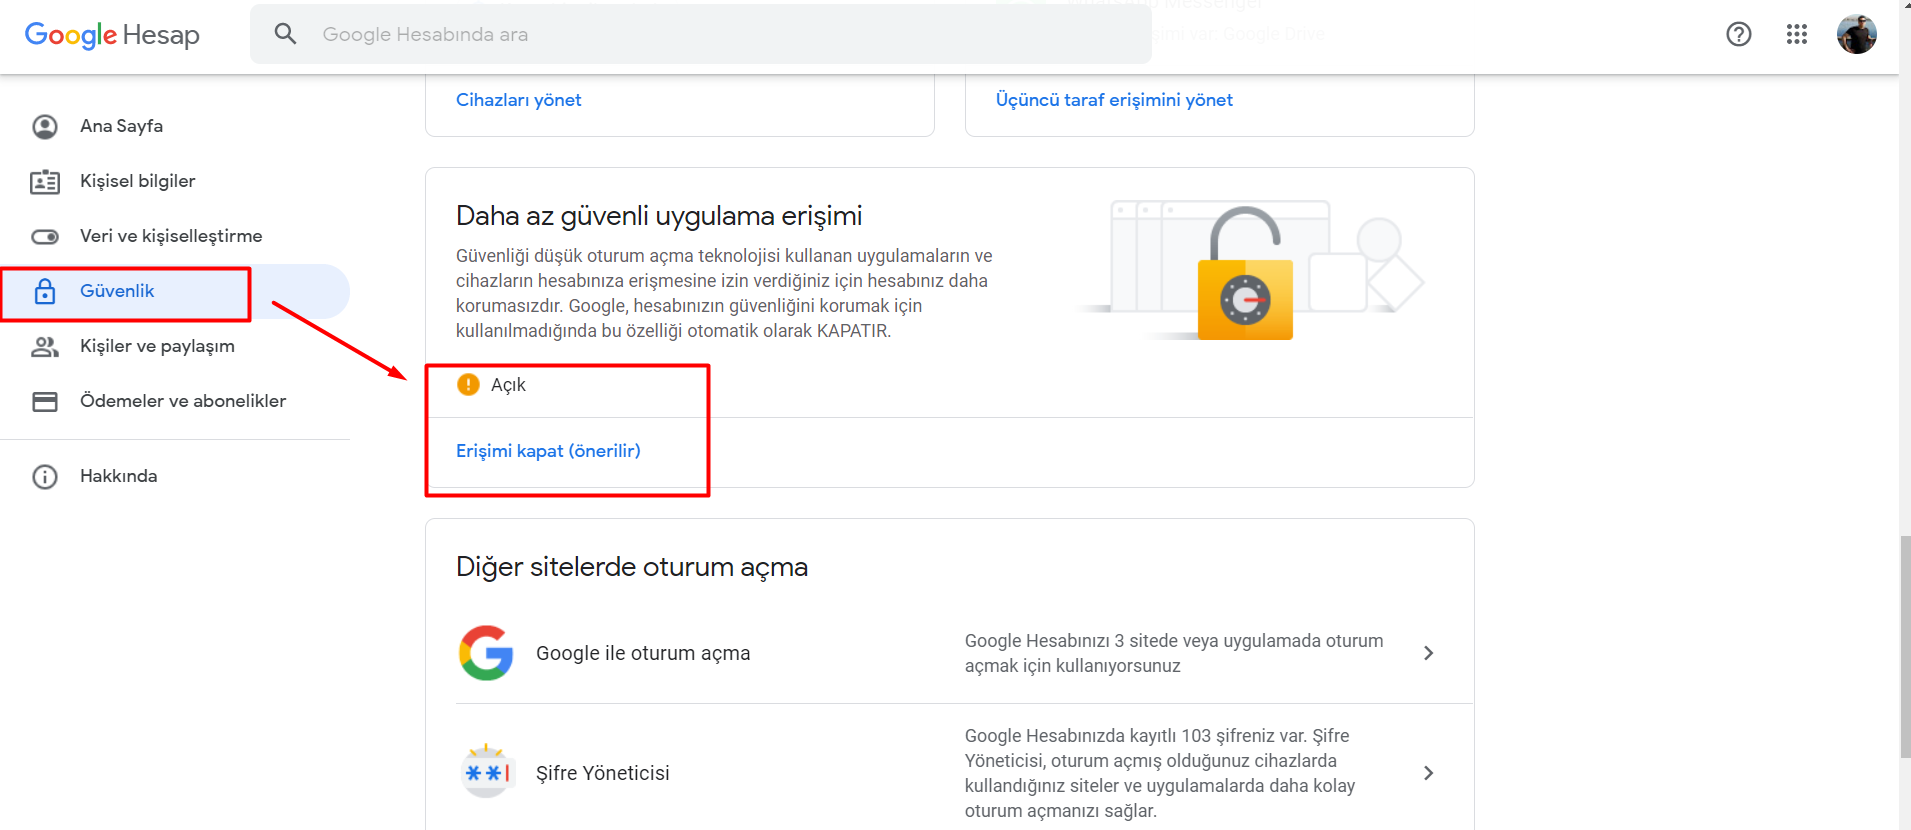 Google Hesap
Google Hesabında ara
Messenger
Google Drive
Ana Sayfa
Kişisel bilgiler
Veri ve kişiselleştirme
Güvenlik
Kişiler ve paylaşım
Ödemeler ve abonelikler
Hakkında
Cihazları yönet
Üçüncü taraf erişimini yönet
Daha az güvenli uygulama erişimi
Güvenliği düşük oturum açma teknolojisi kullanan uygulamaların ve
cihazların hesabınıza erişmesine izin verdiğiniz için hesabınız daha
korumasızdır. Google, hesabınızın güvenliğini korumak için
kullanılmadığında bu özelliği otomatik olarak KAPATIR.
Açık
Erişimi kapat (önerilir)
Diğer sitelerde oturum açma
Google ile oturum açma
Google Hesabınızı 3 sitede veya uygulamada oturum
açmak için kullanıyorsunuz
Şifre Yöneticisi
Google Hesabınızda kayıtlı 103 şifreniz var. Şifre
Yöneticisi, oturum açmış olduğunuz cihazlarda
kullandığınız siteler ve uygulamalarda daha kolay
oturum açmanızı sağlar.